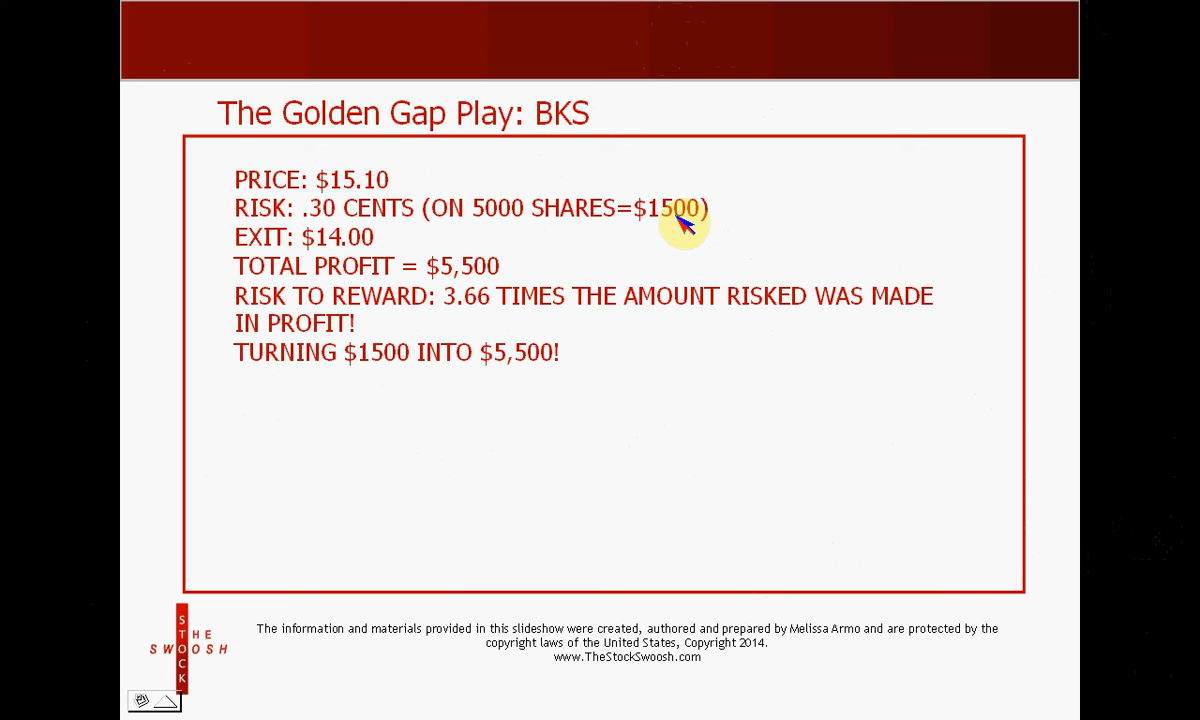 The Golden Gap Play: BKS
PRICE: $15.10
RISK: .30 CENTS (ON 5000 SHARES=$1500)
EXIT: $14.00
TOTAL PROFIT = $5,500
RISK TO REWARD: 3.66 TIMES THE AMOUNT RISKED WAS MADE
IN PROFIT!
TURNING $1500 INTO $5,500!
THE
STOCK
SWOOSH
The information and materials provided in this slideshow were created, authored and prepared by Melissa Armo and are protected by the
copyright laws of the United States, Copyright 2014.
www.TheStockSwoosh.com